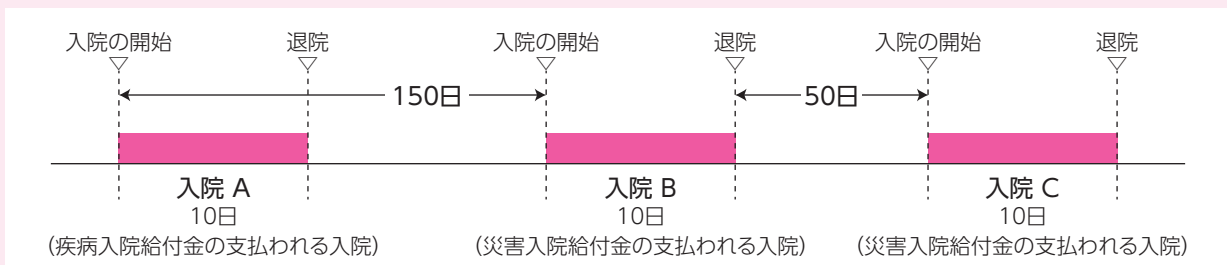 入院の開始 退院 入院の開始 退院 入院の開始 退院
150日 50日
入院 A 入院 B 入院 C
10日 10日 10日
(疾病入院給付金の支払われる入院) (災害入院給付金の支払われる入院) (災害入院給付金の支払われる入院)